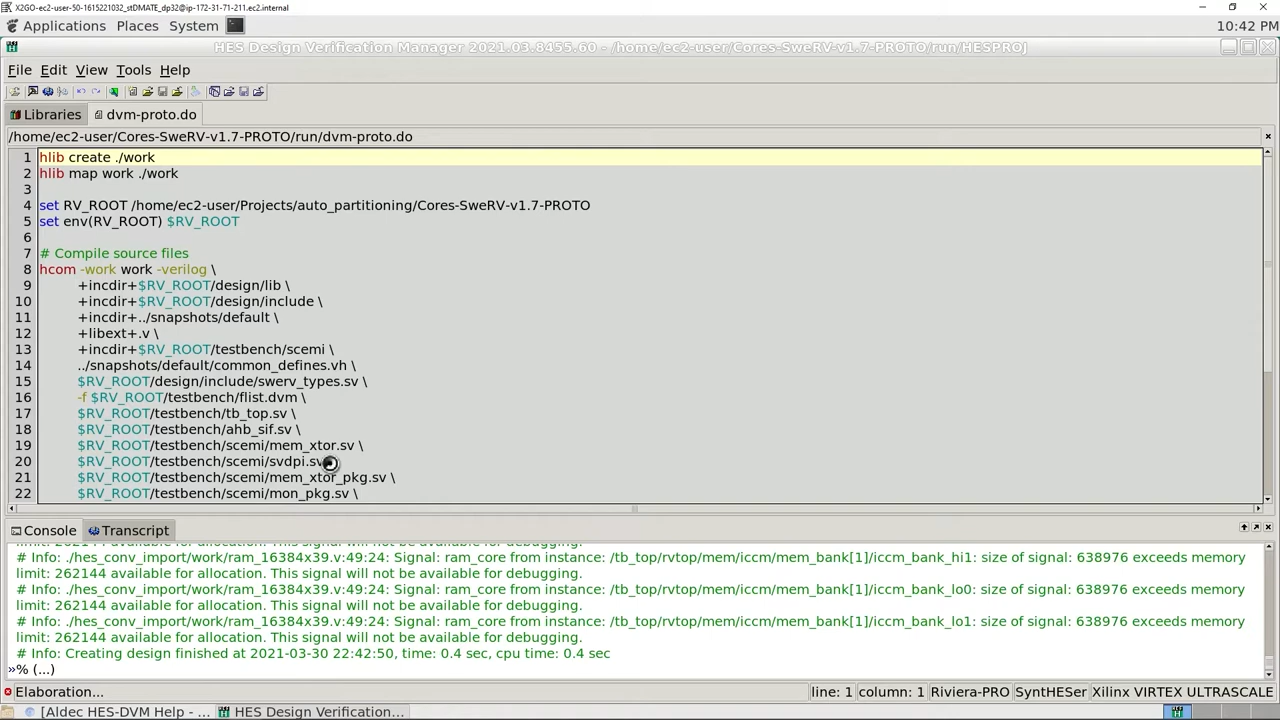 X2GO-ec2-user-50-1615221032_stDMATE_dp32@ip-172-31-71-211.ec2.internal
Applications Places System
10:42 PM
HES Design Verification Manager 2021.03.8455.60 - /home/ec2-user/Cores-SweRV-v1.7-PROTO/run/HESPROJ
File Edit View Tools Help
Libraries dvm-proto.do
/home/ec2-user/Cores-SweRV-v1.7-PROTO/run/dvm-proto.do
1 hlib create ./work
2 hlib map work ./work
3
4 set RV_ROOT /home/ec2-user/Projects/auto_partitioning/Cores-SweRV-v1.7-PROTO
5 set env(RV_ROOT) $RV_ROOT
6
7 # Compile source files
8 hcom -work work -verilog \
9 +incdir+$RV_ROOT/design/lib \
10 +incdir+$RV_ROOT/design/include \
11 +incdir+../snapshots/default \
12 +libext+.v \
13 +incdir+$RV_ROOT/testbench/scemi \
14 ../snapshots/default/common_defines.vh \
15 $RV_ROOT/design/include/swerv_types.sv \
16 -f $RV_ROOT/testbench/flist.dvm \
17 $RV_ROOT/testbench/tb_top.sv \
18 $RV_ROOT/testbench/ahb_sif.sv \
19 $RV_ROOT/testbench/scemi/mem_xtor.sv \
20 $RV_ROOT/testbench/scemi/svdpi.sv
21 $RV_ROOT/testbench/scemi/mem_xtor_pkg.sv \
22 $RV_ROOT/testbench/scemi/mon_pkg.sv \
Console Transcript
limit: 262144 available for allocation. This signal will not be available for debugging.
# Info: ./hes_conv_import/work/ram_16384x39.v:49:24: Signal: ram_core from instance: /tb_top/rvtop/mem/iccm/mem_bank[1]/iccm_bank_hi1: size of signal: 638976 exceeds memory
limit: 262144 available for allocation. This signal will not be available for debugging.
# Info: ./hes_conv_import/work/ram_16384x39.v:49:24: Signal: ram_core from instance: /tb_top/rvtop/mem/iccm/mem_bank[1]/iccm_bank_lo0: size of signal: 638976 exceeds memory
limit: 262144 available for allocation. This signal will not be available for debugging.
# Info: ./hes_conv_import/work/ram_16384x39.v:49:24: Signal: ram_core from instance: /tb_top/rvtop/mem/iccm/mem_bank[1]/iccm_bank_lo1: size of signal: 638976 exceeds memory
limit: 262144 available for allocation. This signal will not be available for debugging.
# Info: Creating design finished at 2021-03-30 22:42:50, time: 0.4 sec, cpu time: 0.4 sec
»% (...)
Elaboration...
line: 1 column: 1 Riviera-PRO SyntHESer Xilinx VIRTEX ULTRASCALE
[Aldec HES-DVM Help - ... HES Design Verification...